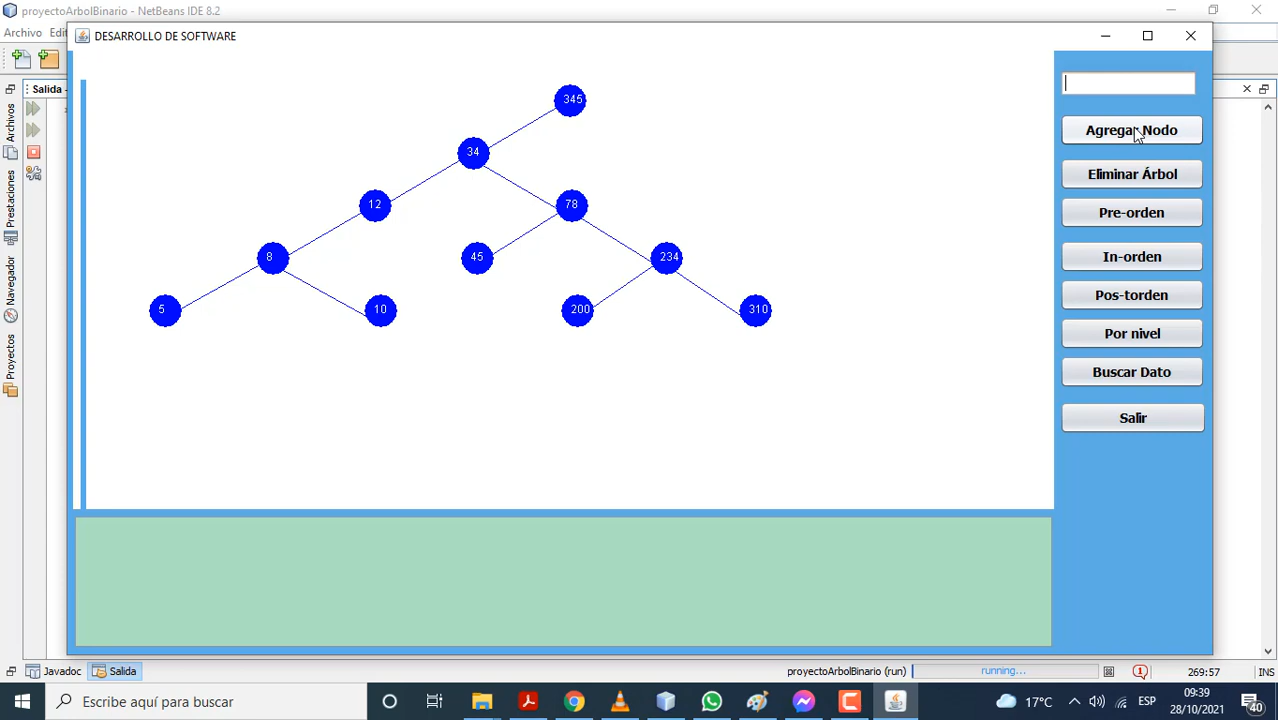 proyectoArbolBinario - NetBeans IDE 8.2
Archivo Edit
DESARROLLO DE SOFTWARE
Salida -
345
34
12
78
8
45
234
5
10
200
310
Agregar Nodo
Eliminar Árbol
Pre-orden
In-orden
Pos-torden
Por nivel
Buscar Dato
Salir
Archivos
Prestaciones
Navegador
Proyectos
Javadoc
Salida
proyectoArbolBinario (run)
running...
269:57
INS
Escribe aquí para buscar
17°C
ESP
09:39
28/10/2021
40